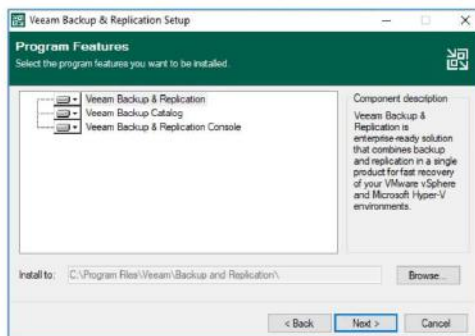 Veeam Backup & Replication Setup
Program Features
Select the program features you want to be installed.
Veeam Backup & Replication
Veeam Backup Catalog
Veeam Backup & Replication Console
Component description
Veeam Backup &
Replication is
enterprise-ready solution
that combines backup
and replication in a single
product for fast recovery
of your VMware vSphere
and Microsoft Hyper-V
environments.
Install to: C:\Program Files\Veeam\Backup and Replication\ Browse...
< Back Next > Cancel